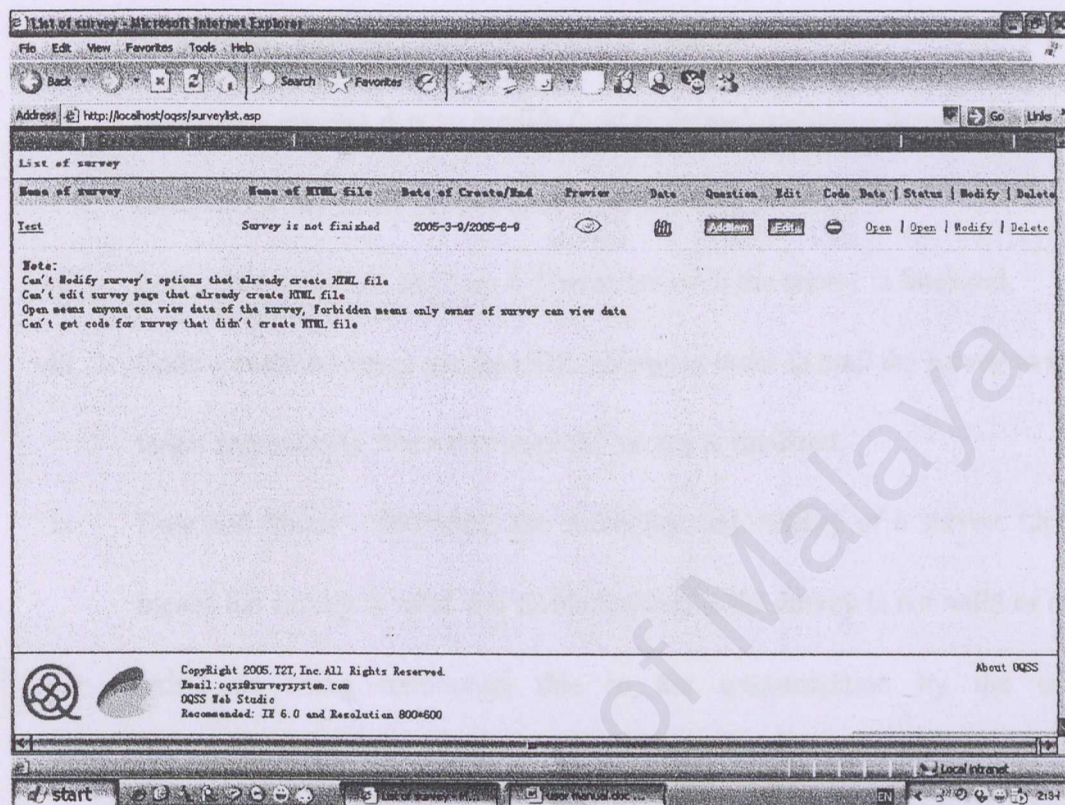 List of survey - Microsoft Internet Explorer
File Edit View Favorites Tools Help
Back Search Favorites
Address http://localhost/oqss/surveylist.asp Go Links
List of survey
Name of survey Name of HTML file Date of Create/End Preview Data Question Edit Code Data | Status | Modify | Delete
Test Survey is not finished 2005-3-9/2005-6-9 AddItem Edit Open | Open | Modify | Delete
Note:
Can't Modify survey's options that already create HTML file
Can't edit survey page that already create HTML file
Open means anyone can view data of the survey, Forbidden means only owner of survey can view data
Can't get code for survey that didn't create HTML file
CopyRight 2005. T2T, Inc. All Rights Reserved. About OQSS
Email:oqss@surveysystem.com
OQSS Web Studio
Recommended: IE 6.0 and Resolution 800*600
Local intranet
start List of survey - M... user manual.doc ... EN 2:34
of Malaya